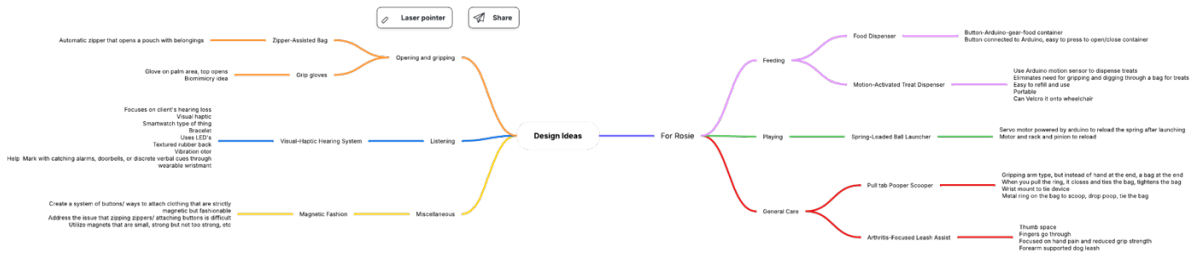 Laser pointer
Share
Automatic zipper that opens a pouch with belongings
Zipper-Assisted Bag
Glove on palm area, top opens
Biomimicry idea
Grip gloves
Opening and gripping
Focuses on client's hearing loss
Visual haptic
Smartwatch type of thing
Bracelet
Uses LED's
Textured rubber back
Vibration otor
Help Mark with catching alarms, doorbells, or discrete verbal cues through
wearable wristmant
Visual-Haptic Hearing System
Listening
Create a system of buttons/ ways to attach clothing that are strictly
magnetic but fashionable
Address the issue that zipping zippers/ attaching buttons is difficult
Utilize magnets that are small, strong but not too strong, etc
Magnetic Fashion
Miscellaneous
Design Ideas
For Rosie
Feeding
Food Dispenser
Button-Arduino-gear-food container
Button connected to Arduino, easy to press to open/close container
Motion-Activated Treat Dispenser
Use Arduino motion sensor to dispense treats
Eliminates need for gripping and digging through a bag for treats
Easy to refill and use
Portable
Can Velcro it onto wheelchair
Playing
Spring-Loaded Ball Launcher
Servo motor powered by arduino to reload the spring after launching
Motor and rack and pinion to reload
General Care
Pull tab Pooper Scooper
Gripping arm type, but instead of hand at the end, a bag at the end
When you pull the ring, it closes and ties the bag, tightens the bag
Wrist mount to tie device
Metal ring on the bag to scoop, drop poop, tie the bag
Arthritis-Focused Leash Assist
Thumb space
Fingers go through
Focused on hand pain and reduced grip strength
Forearm supported dog leash